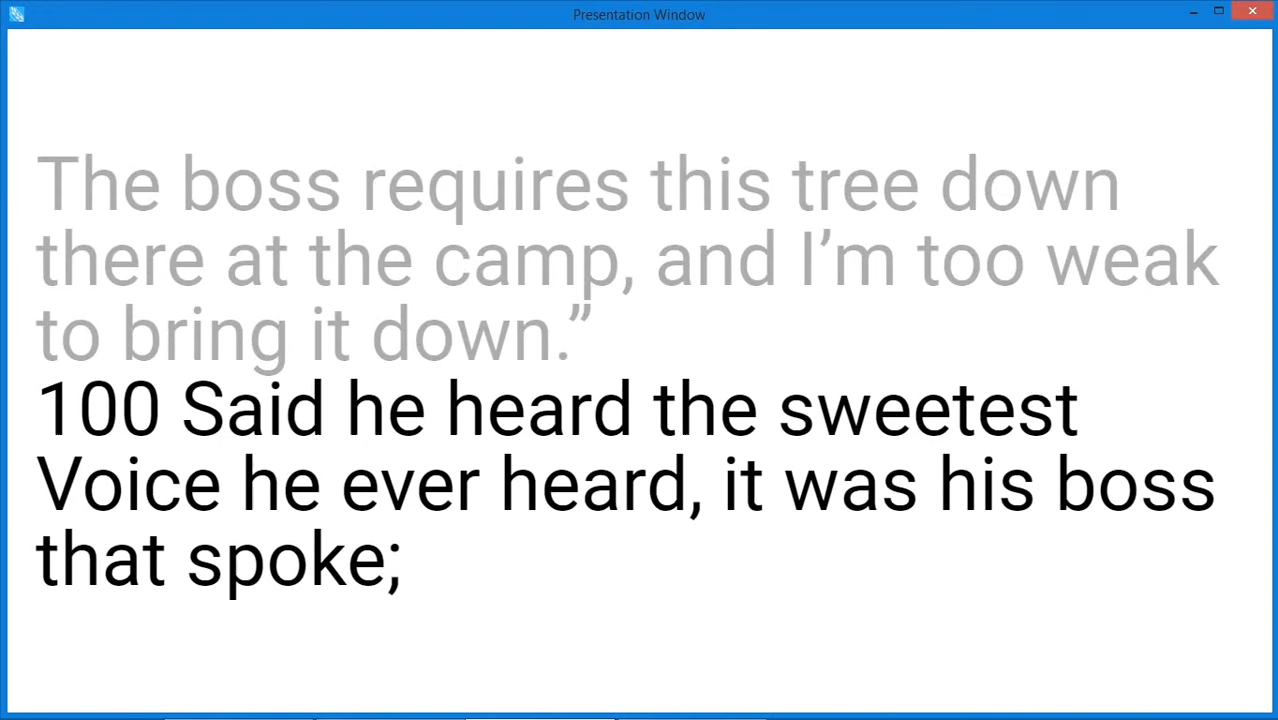 Presentation Window
The boss requires this tree down
there at the camp, and I’m too weak
to bring it down.”
100 Said he heard the sweetest
Voice he ever heard, it was his boss
that spoke;